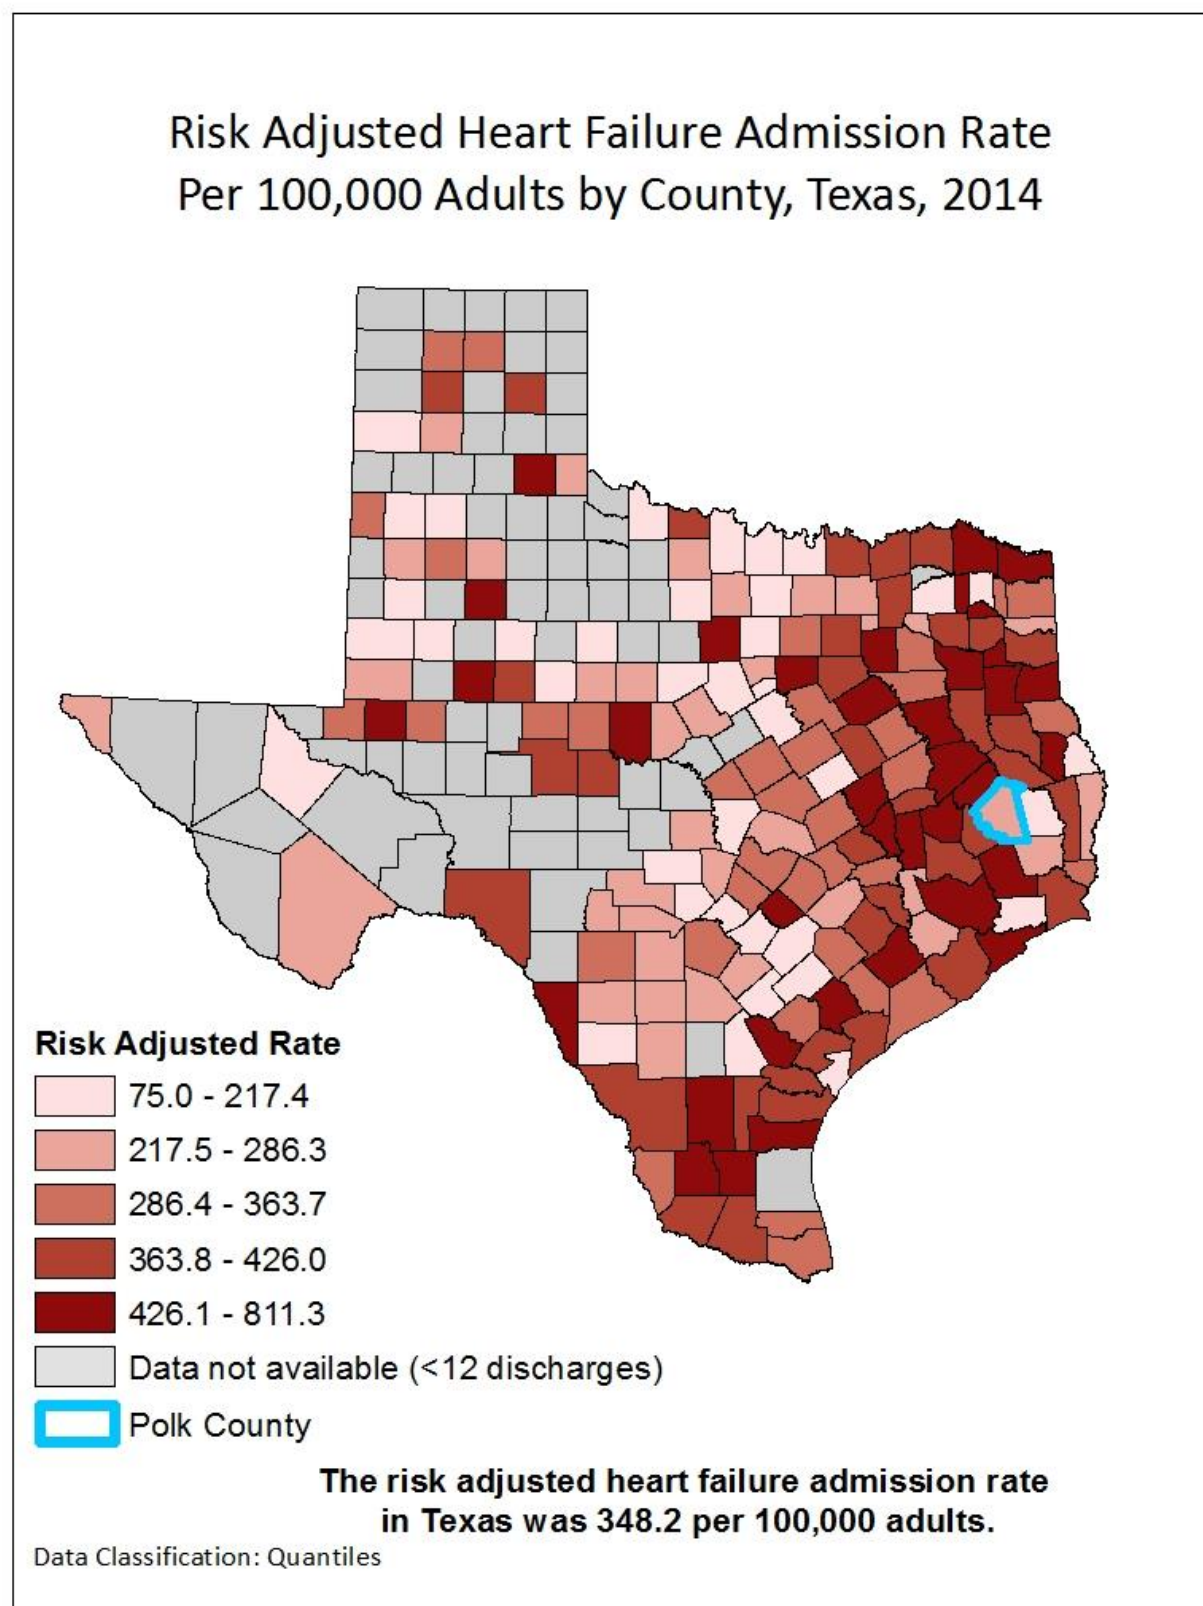 Risk Adjusted Heart Failure Admission Rate
Per 100,000 Adults by County, Texas, 2014
Risk Adjusted Rate
75.0 - 217.4
217.5 - 286.3
286.4 - 363.7
363.8 - 426.0
426.1 - 811.3
Data not available (<12 discharges)
Polk County
The risk adjusted heart failure admission rate
in Texas was 348.2 per 100,000 adults.
Data Classification: Quantiles